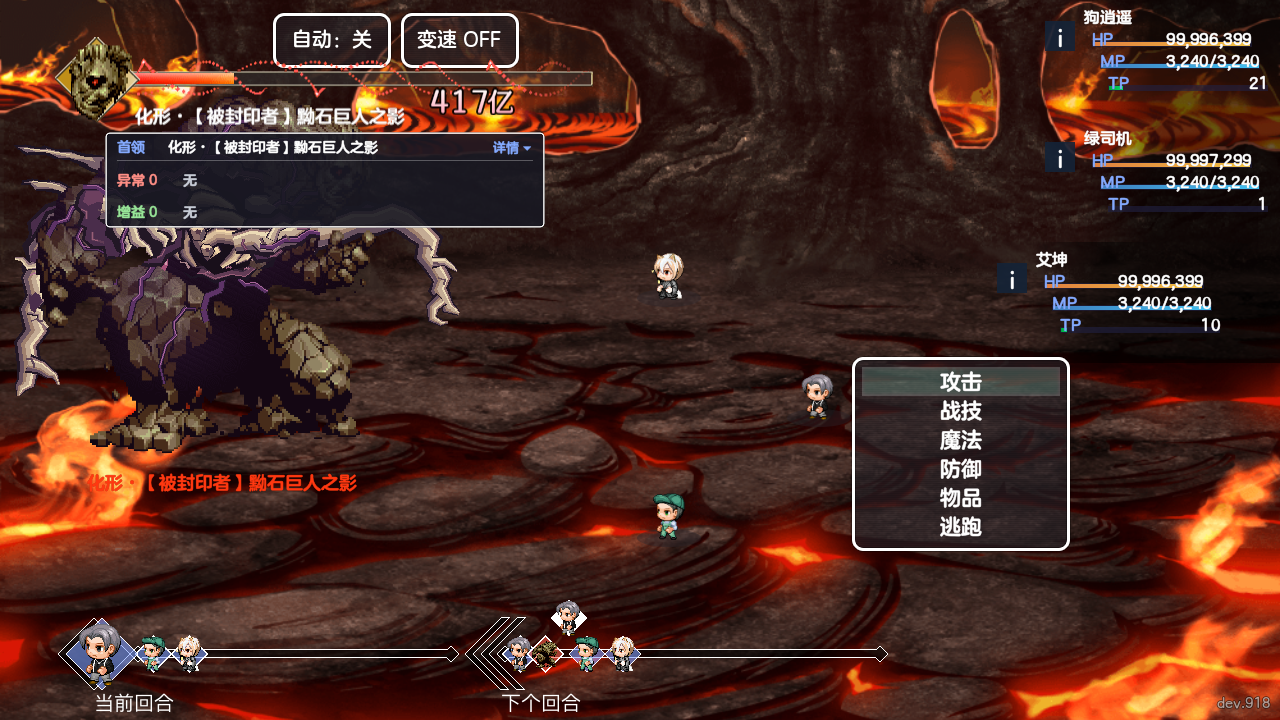 自动：关
变速 OFF
417亿
化形·【被封印者】黝石巨人之影
首领 化形·【被封印者】黝石巨人之影 详情
异常 0 无
增益 0 无
化形·【被封印者】黝石巨人之影
狗逍遥
HP 99,996,399
MP 3,240/3,240
TP 21
绿司机
HP 99,997,299
MP 3,240/3,240
TP 1
艾坤
HP 99,996,399
MP 3,240/3,240
TP 10
攻击
战技
魔法
防御
物品
逃跑
当前回合
下个回合
dev.918